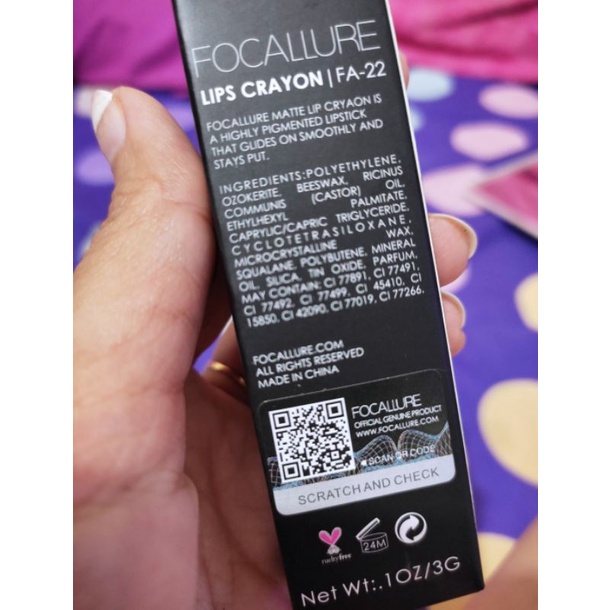 FOCALLURE
LIPS CRAYON | FA-22
FOCALLURE MATTE LIP CRYAON IS
A HIGHLY PIGMENTED LIPSTICK
THAT GLIDES ON SMOOTHLY AND
STAYS PUT.
INGREDIENTS:POLYETHYLENE,
OZOKERITE, BEESWAX, RICINUS
COMMUNIS (CASTOR) OIL,
ETHYLHEXYL PALMITATE,
CAPRYLIC/CAPRIC TRIGLYCERIDE,
CYCLOTETRASILOXANE,
MICROCRYSTALLINE WAX,
SQUALANE, POLYBUTENE, MINERAL
OIL, SILICA, TIN OXIDE, PARFUM,
MAY CONTAIN: CI 77891, CI 77491,
CI 77492, CI 77499, CI 45410, CI
15850, CI 42090, CI 77019, CI 77266.
FOCALLURE.COM
ALL RIGHTS RESERVED
MADE IN CHINA
FOCALLURE
OFFICIAL GENUINE PRODUCT
WWW.FOCALLURE.COM
SCAN QR CODE
SCRATCH AND CHECK
crueltyfree
24M
Net Wt:.1OZ/3G